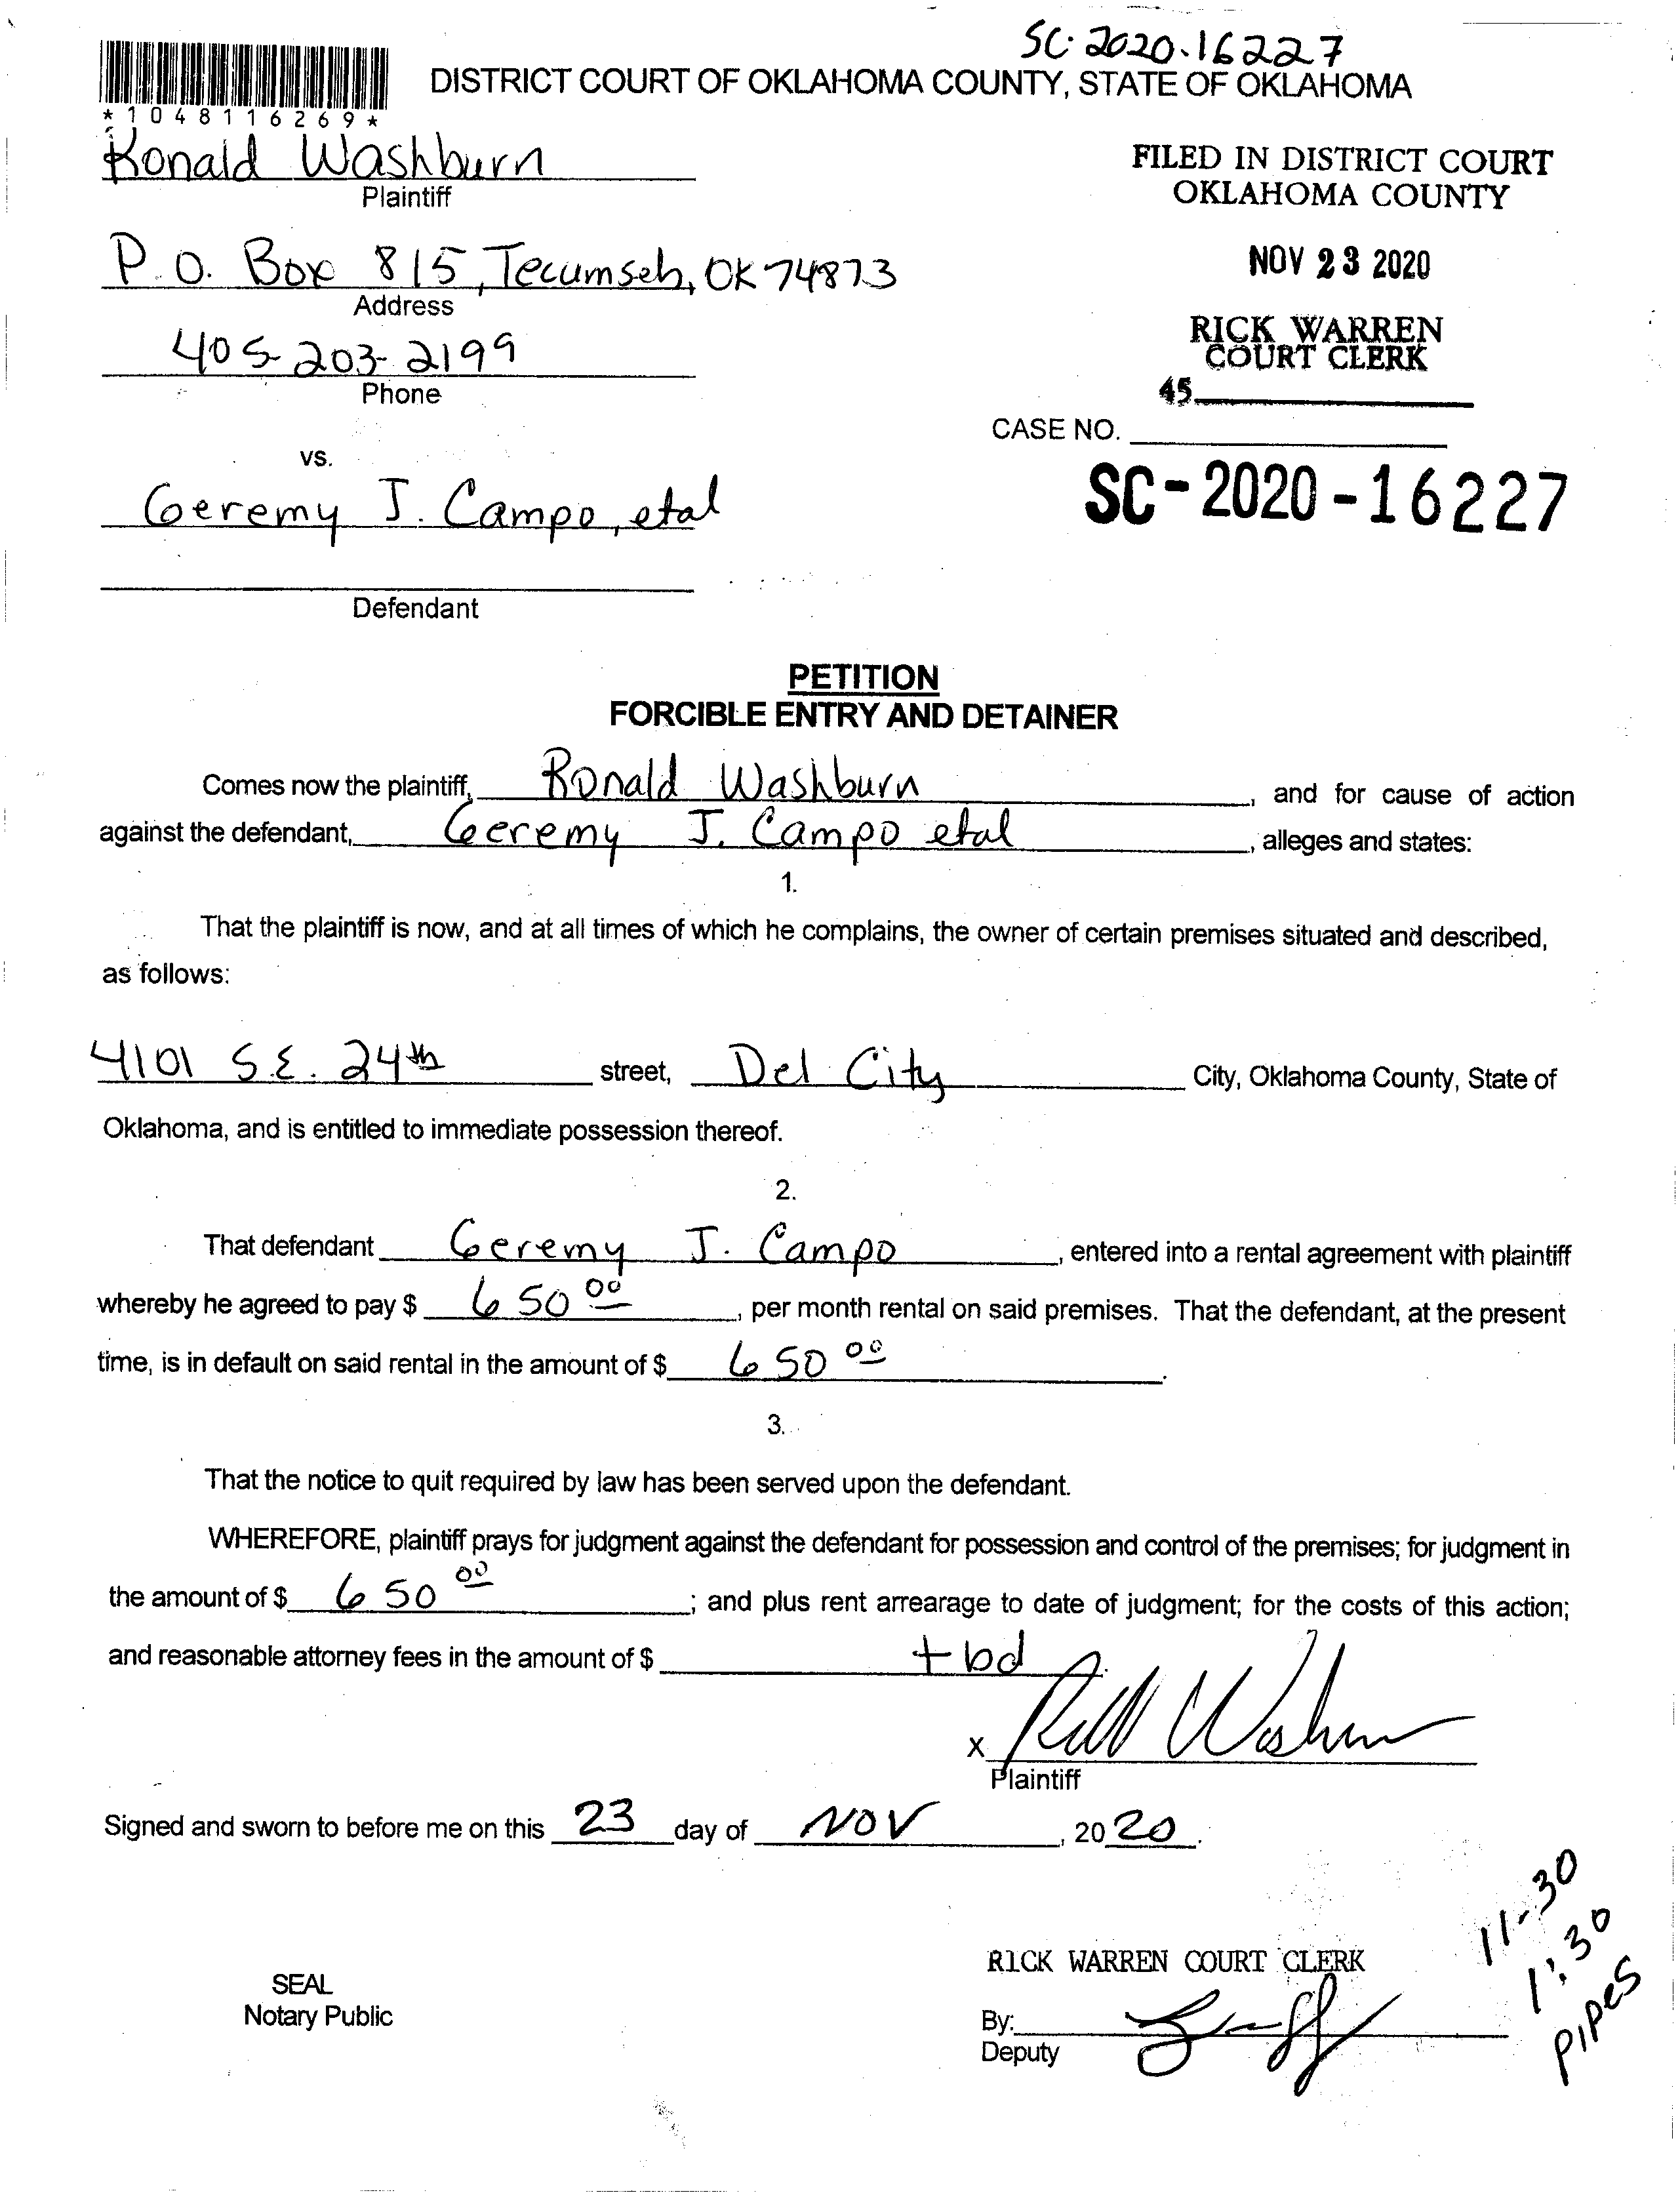 SC-2020-16227
DISTRICT COURT OF OKLAHOMA COUNTY, STATE OF OKLAHOMA
*1048116269*
Ronald Washburn
Plaintiff
FILED IN DISTRICT COURT
OKLAHOMA COUNTY
P.O. Box 815, Tecumseh, OK 74873
Address
NOV 23 2020
405-203-2199
Phone
RICK WARREN
COURT CLERK
45
CASE NO.
SC-2020-16227
vs.
Geremy J. Campo, etal
Defendant
PETITION
FORCIBLE ENTRY AND DETAINER
Comes now the plaintiff, Ronald Washburn, and for cause of action
against the defendant, Geremy J. Campo etal, alleges and states:
1.
That the plaintiff is now, and at all times of which he complains, the owner of certain premises situated and described,
as follows:
4101 S.E. 24th street, Del City City, Oklahoma County, State of
Oklahoma, and is entitled to immediate possession thereof.
2.
That defendant Geremy J. Campo, entered into a rental agreement with plaintiff
whereby he agreed to pay $ 650 00, per month rental on said premises. That the defendant, at the present
time, is in default on said rental in the amount of $ 650 00.
3.
That the notice to quit required by law has been served upon the defendant.
WHEREFORE, plaintiff prays for judgment against the defendant for possession and control of the premises; for judgment in
the amount of $ 650 00; and plus rent arrearage to date of judgment; for the costs of this action;
and reasonable attorney fees in the amount of $ tbd.
X
Plaintiff
Signed and sworn to before me on this 23 day of NOV, 2020.
11-30
1:30
PIPES
SEAL
Notary Public
RICK WARREN COURT CLERK
By:
Deputy